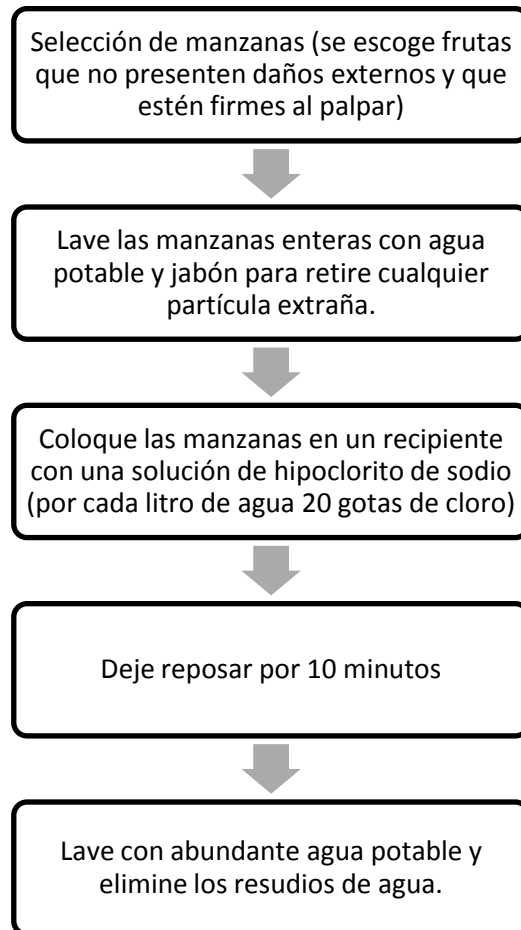 Selección de manzanas (se escoge frutas
que no presenten daños externos y que
estén firmes al palpar)
Lave las manzanas enteras con agua
potable y jabón para retire cualquier
partícula extraña.
Coloque las manzanas en un recipiente
con una solución de hipoclorito de sodio
(por cada litro de agua 20 gotas de cloro)
Deje reposar por 10 minutos
Lave con abundante agua potable y
elimine los resudios de agua.